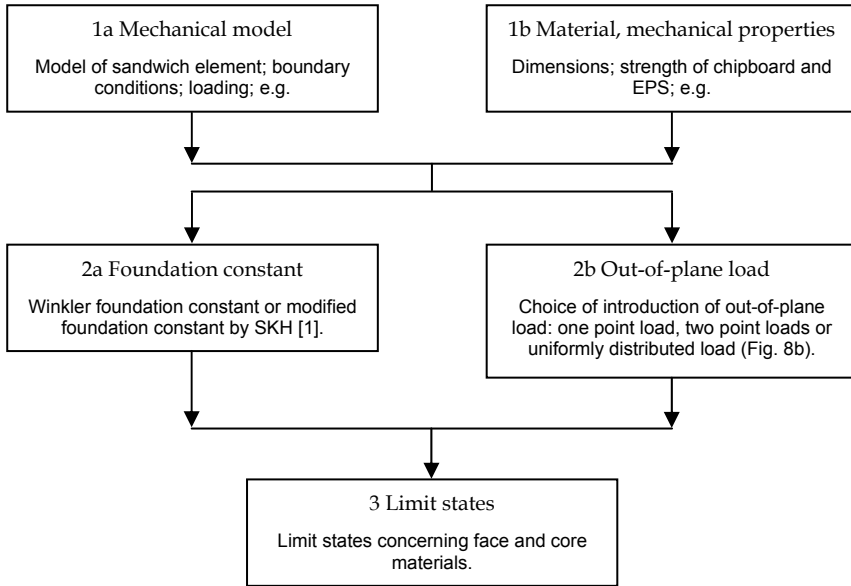 1a Mechanical model
Model of sandwich element; boundary
conditions; loading; e.g.
1b Material, mechanical properties
Dimensions; strength of chipboard and
EPS; e.g.
2a Foundation constant
Winkler foundation constant or modified
foundation constant by SKH [1].
2b Out-of-plane load
Choice of introduction of out-of-plane
load: one point load, two point loads or
uniformly distributed load (Fig. 8b).
3 Limit states
Limit states concerning face and core
materials.